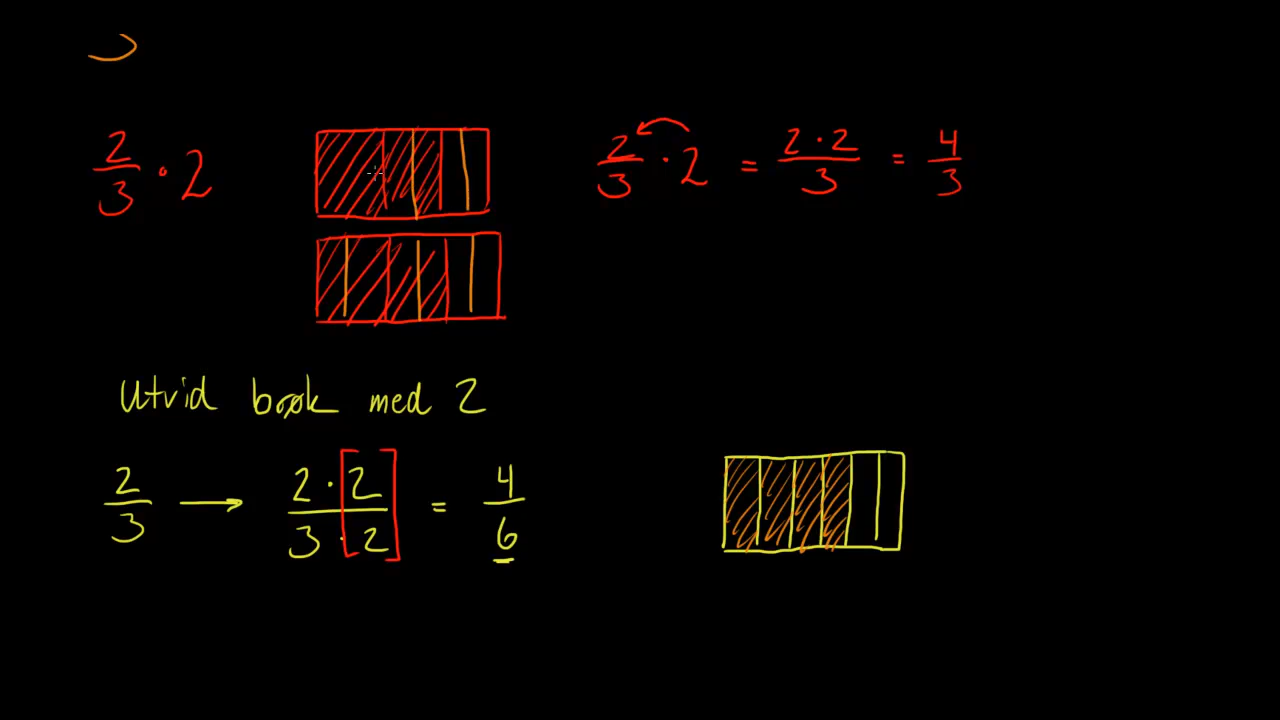 2/3 · 2
2/3 · 2 = 2 · 2/3 = 4/3
Utvid brøk med 2
2/3 → 2 · 2/3 · 2 = 4/6